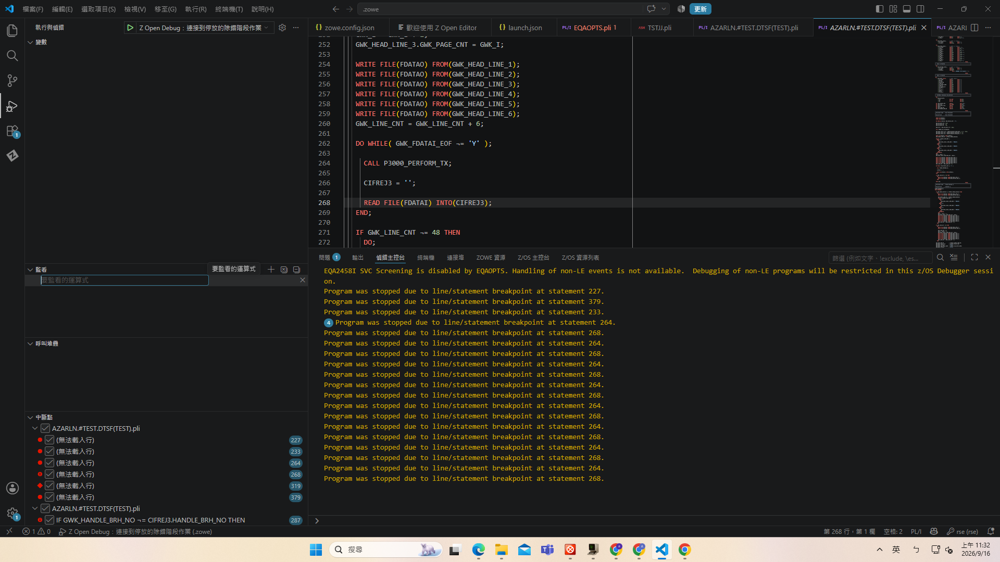 檔案(F) 編輯(E) 選取項目(S) 檢視(V) 移至(G) 執行(R) 終端機(T) 說明(H)
.zowe
更新
執行與偵錯
Z Open Debug：連接到停放的除錯階段作業
zowe.config.json
歡迎使用 Z Open Editor
launch.json
PL/I EQAOPTS.pli 1
ASM TSTJJ.pli
PL/I AZARLN.#TEST.DTSF(TEST).pli
PL/I AZARLN.#TEST.DTSF(TEST).pli
PL/I AZARI
變數
252 GWK_HEAD_LINE_3.GWK_PAGE_CNT = GWK_I;
253
254 WRITE FILE(FDATAO) FROM(GWK_HEAD_LINE_1);
255 WRITE FILE(FDATAO) FROM(GWK_HEAD_LINE_2);
256 WRITE FILE(FDATAO) FROM(GWK_HEAD_LINE_3);
257 WRITE FILE(FDATAO) FROM(GWK_HEAD_LINE_4);
258 WRITE FILE(FDATAO) FROM(GWK_HEAD_LINE_5);
259 WRITE FILE(FDATAO) FROM(GWK_HEAD_LINE_6);
260 GWK_LINE_CNT = GWK_LINE_CNT + 6;
261
262 DO WHILE( GWK_FDATAI_EOF ¬= 'Y' );
263
264 CALL P3000_PERFORM_TX;
265
266 CIFREJ3 = '';
267
268 READ FILE(FDATAI) INTO(CIFREJ3);
269 END;
270
271 IF GWK_LINE_CNT ¬= 48 THEN
272 DO;
監看
要監看的運算式
要監看的運算式
呼叫堆疊
中斷點
AZARLN.#TEST.DTSF(TEST).pli
(無法載入行) 227
(無法載入行) 233
(無法載入行) 264
(無法載入行) 268
(無法載入行) 319
(無法載入行) 379
AZARLN.#TEST.DTSF(TEST).pli
IF GWK_HANDLE_BRH_NO ¬= CIFREJ3.HANDLE_BRH_NO THEN 287
問題 1 輸出 偵錯主控台 終端機 連接埠 ZOWE 資源 Z/OS 主控台 Z/OS 資源列表
篩選 (例如文字、!exclude, \es...
EQA2458I SVC Screening is disabled by EQAOPTS. Handling of non-LE events is not available.  Debugging of non-LE programs will be restricted in this z/OS Debugger sessi
on.
Program was stopped due to line/statement breakpoint at statement 227.
Program was stopped due to line/statement breakpoint at statement 379.
Program was stopped due to line/statement breakpoint at statement 233.
4 Program was stopped due to line/statement breakpoint at statement 264.
Program was stopped due to line/statement breakpoint at statement 268.
Program was stopped due to line/statement breakpoint at statement 264.
Program was stopped due to line/statement breakpoint at statement 268.
Program was stopped due to line/statement breakpoint at statement 264.
Program was stopped due to line/statement breakpoint at statement 268.
Program was stopped due to line/statement breakpoint at statement 264.
Program was stopped due to line/statement breakpoint at statement 268.
Program was stopped due to line/statement breakpoint at statement 264.
Program was stopped due to line/statement breakpoint at statement 268.
Program was stopped due to line/statement breakpoint at statement 264.
Program was stopped due to line/statement breakpoint at statement 268.
Program was stopped due to line/statement breakpoint at statement 264.
Program was stopped due to line/statement breakpoint at statement 268.
Program was stopped due to line/statement breakpoint at statement 264.
Program was stopped due to line/statement breakpoint at statement 268.
1
1
1 0 Z Open Debug：連接到停放的除錯階段作業 (.zowe)
第 268 行，第 1 欄 空格: 2 PL/I rse (rse)
搜尋
英 ㄅ
上午 11:32
2026/9/16